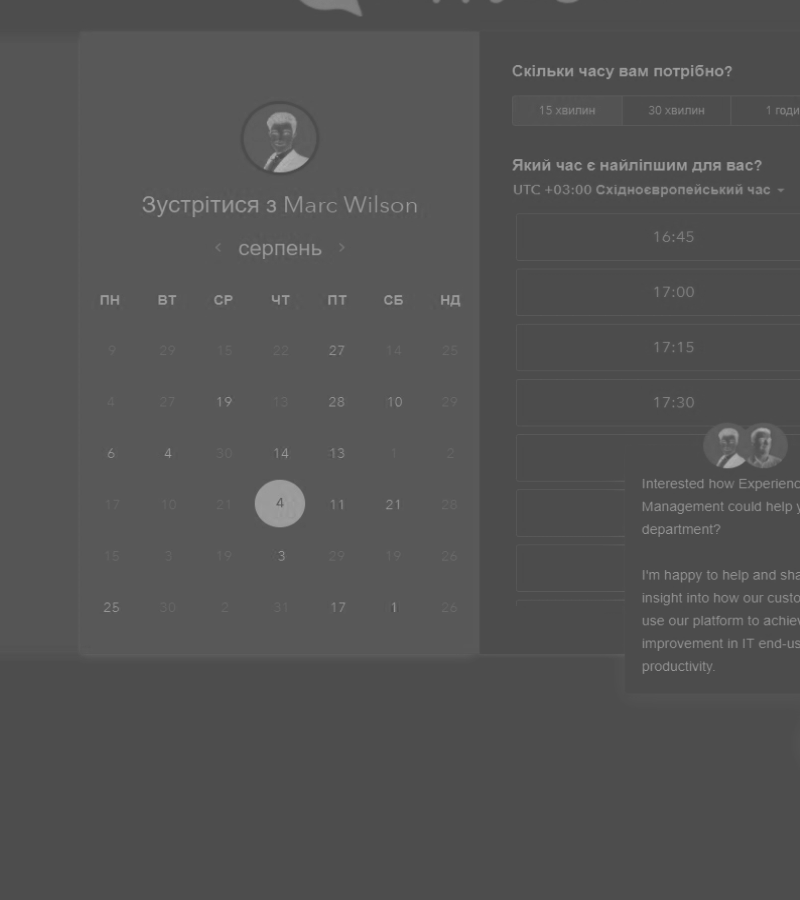 Зустрітися з Marc Wilson
серпень
ПН ВТ СР ЧТ ПТ СБ НД
9 29 15 22 27 14 25
4 27 19 13 28 10 29
6 4 30 14 13 1 2
17 10 21 4 11 21 28
15 3 19 3 29 19 26
25 30 2 31 17 1 26
Скільки часу вам потрібно?
15 хвилин 30 хвилин 1 годи
Який час є найліпшим для вас?
UTC +03:00 Східноєвропейський час
16:45
17:00
17:15
17:30
Interested how Experienc
Management could help y
department?
I'm happy to help and sha
insight into how our custo
use our platform to achiev
improvement in IT end-us
productivity.